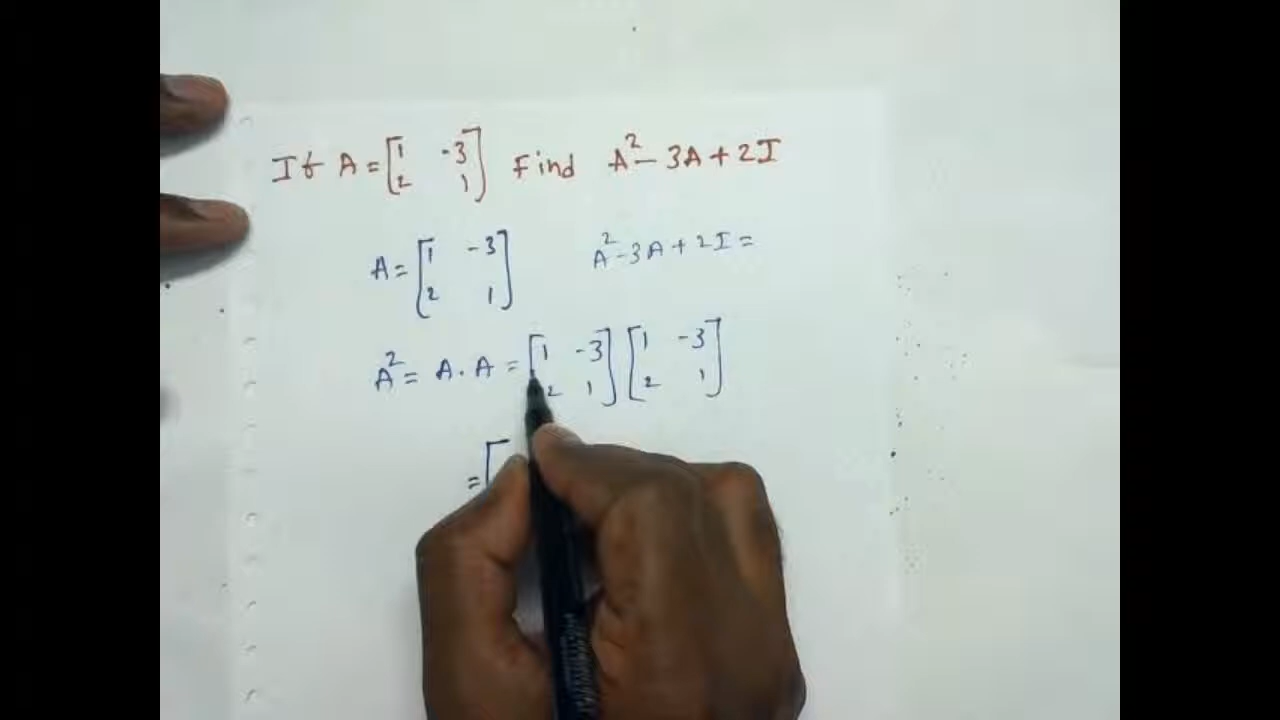 If A = [1 -3 2 1] Find A² - 3A + 2I
A = [1 -3 2 1] A² - 3A + 2I =
A² = A . A = [1 -3 2 1] [1 -3 2 1]
= [